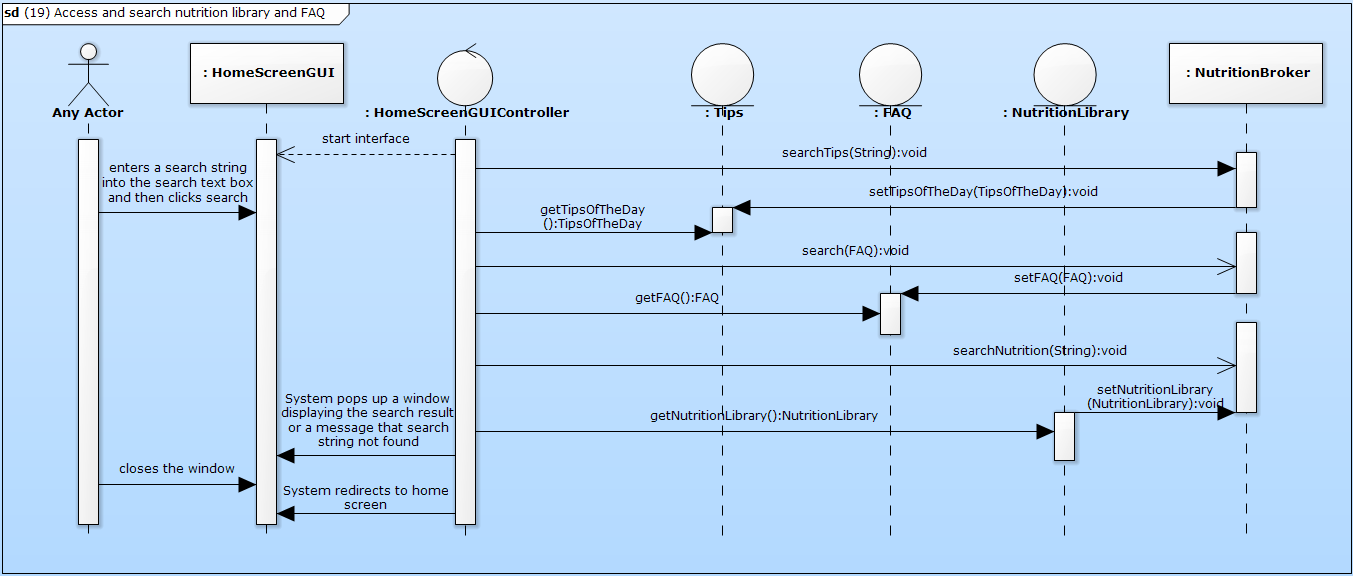 sd (19) Access and search nutrition library and FAQ
: HomeScreenGUI
: NutritionBroker
Any Actor
: HomeScreenGUIController
: Tips
: FAQ
: NutritionLibrary
start interface
searchTips(String):void
enters a search string
into the search text box
and then clicks search
setTipsOfTheDay(TipsOfTheDay):void
getTipsOfTheDay
():TipsOfTheDay
search(FAQ):void
setFAQ(FAQ):void
getFAQ():FAQ
searchNutrition(String):void
setNutritionLibrary
(NutritionLibrary):void
System pops up a window
displaying the search result
or a message that search
string not found
getNutritionLibrary():NutritionLibrary
closes the window
System redirects to home
screen